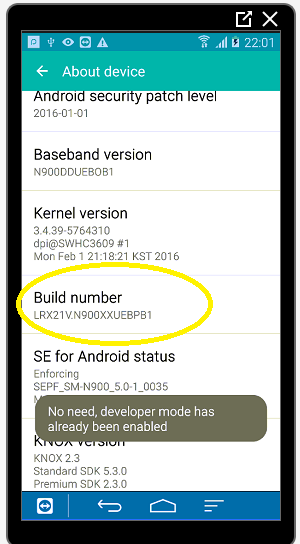 22:01
About device
Android security patch level
2016-01-01
Baseband version
N900DDUEBOB1
Kernel version
3.4.39-5764310
dpi@SWHC3609 #1
Mon Feb 1 21:18:21 KST 2016
Build number
LRX21V.N900XXUEBPB1
SE for Android status
Enforcing
SEPF_SM-N900_5.0-1_0035
No need, developer mode has
already been enabled
KNOX version
KNOX 2.3
Standard SDK 5.3.0
Premium SDK 2.3.0